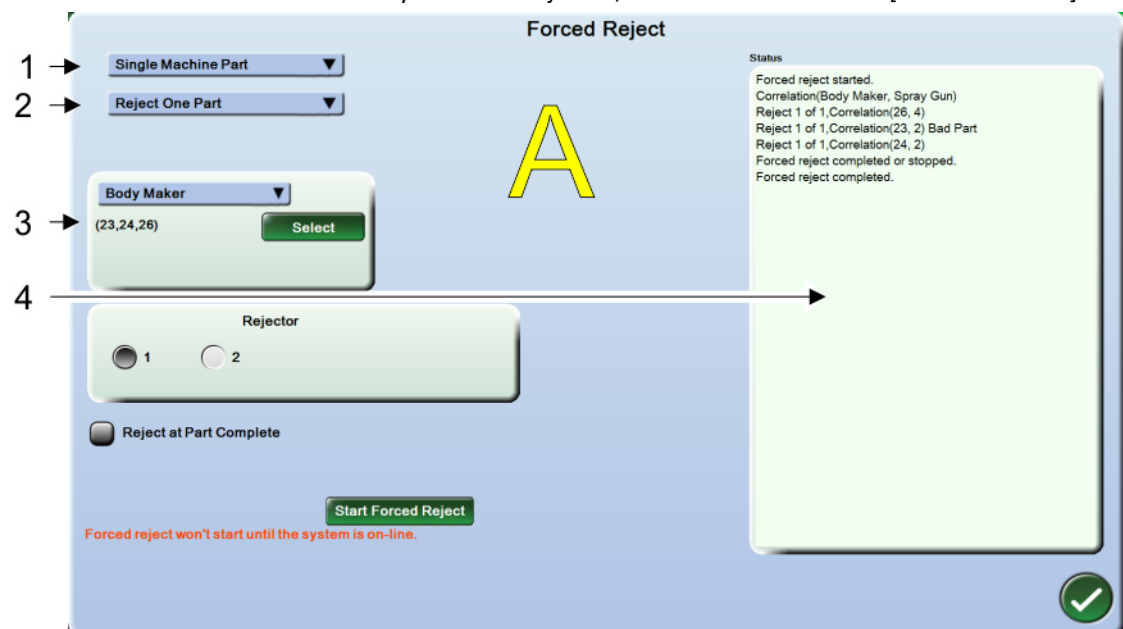 Forced Reject
1
Single Machine Part
2
Reject One Part
A
3
Body Maker
(23,24,26)
Select
4
Rejector
1
2
Reject at Part Complete
Start Forced Reject
Forced reject won't start until the system is on-line.
Status
Forced reject started.
Correlation(Body Maker, Spray Gun)
Reject 1 of 1,Correlation(26, 4)
Reject 1 of 1,Correlation(23, 2) Bad Part
Reject 1 of 1,Correlation(24, 2)
Forced reject completed or stopped.
Forced reject completed.